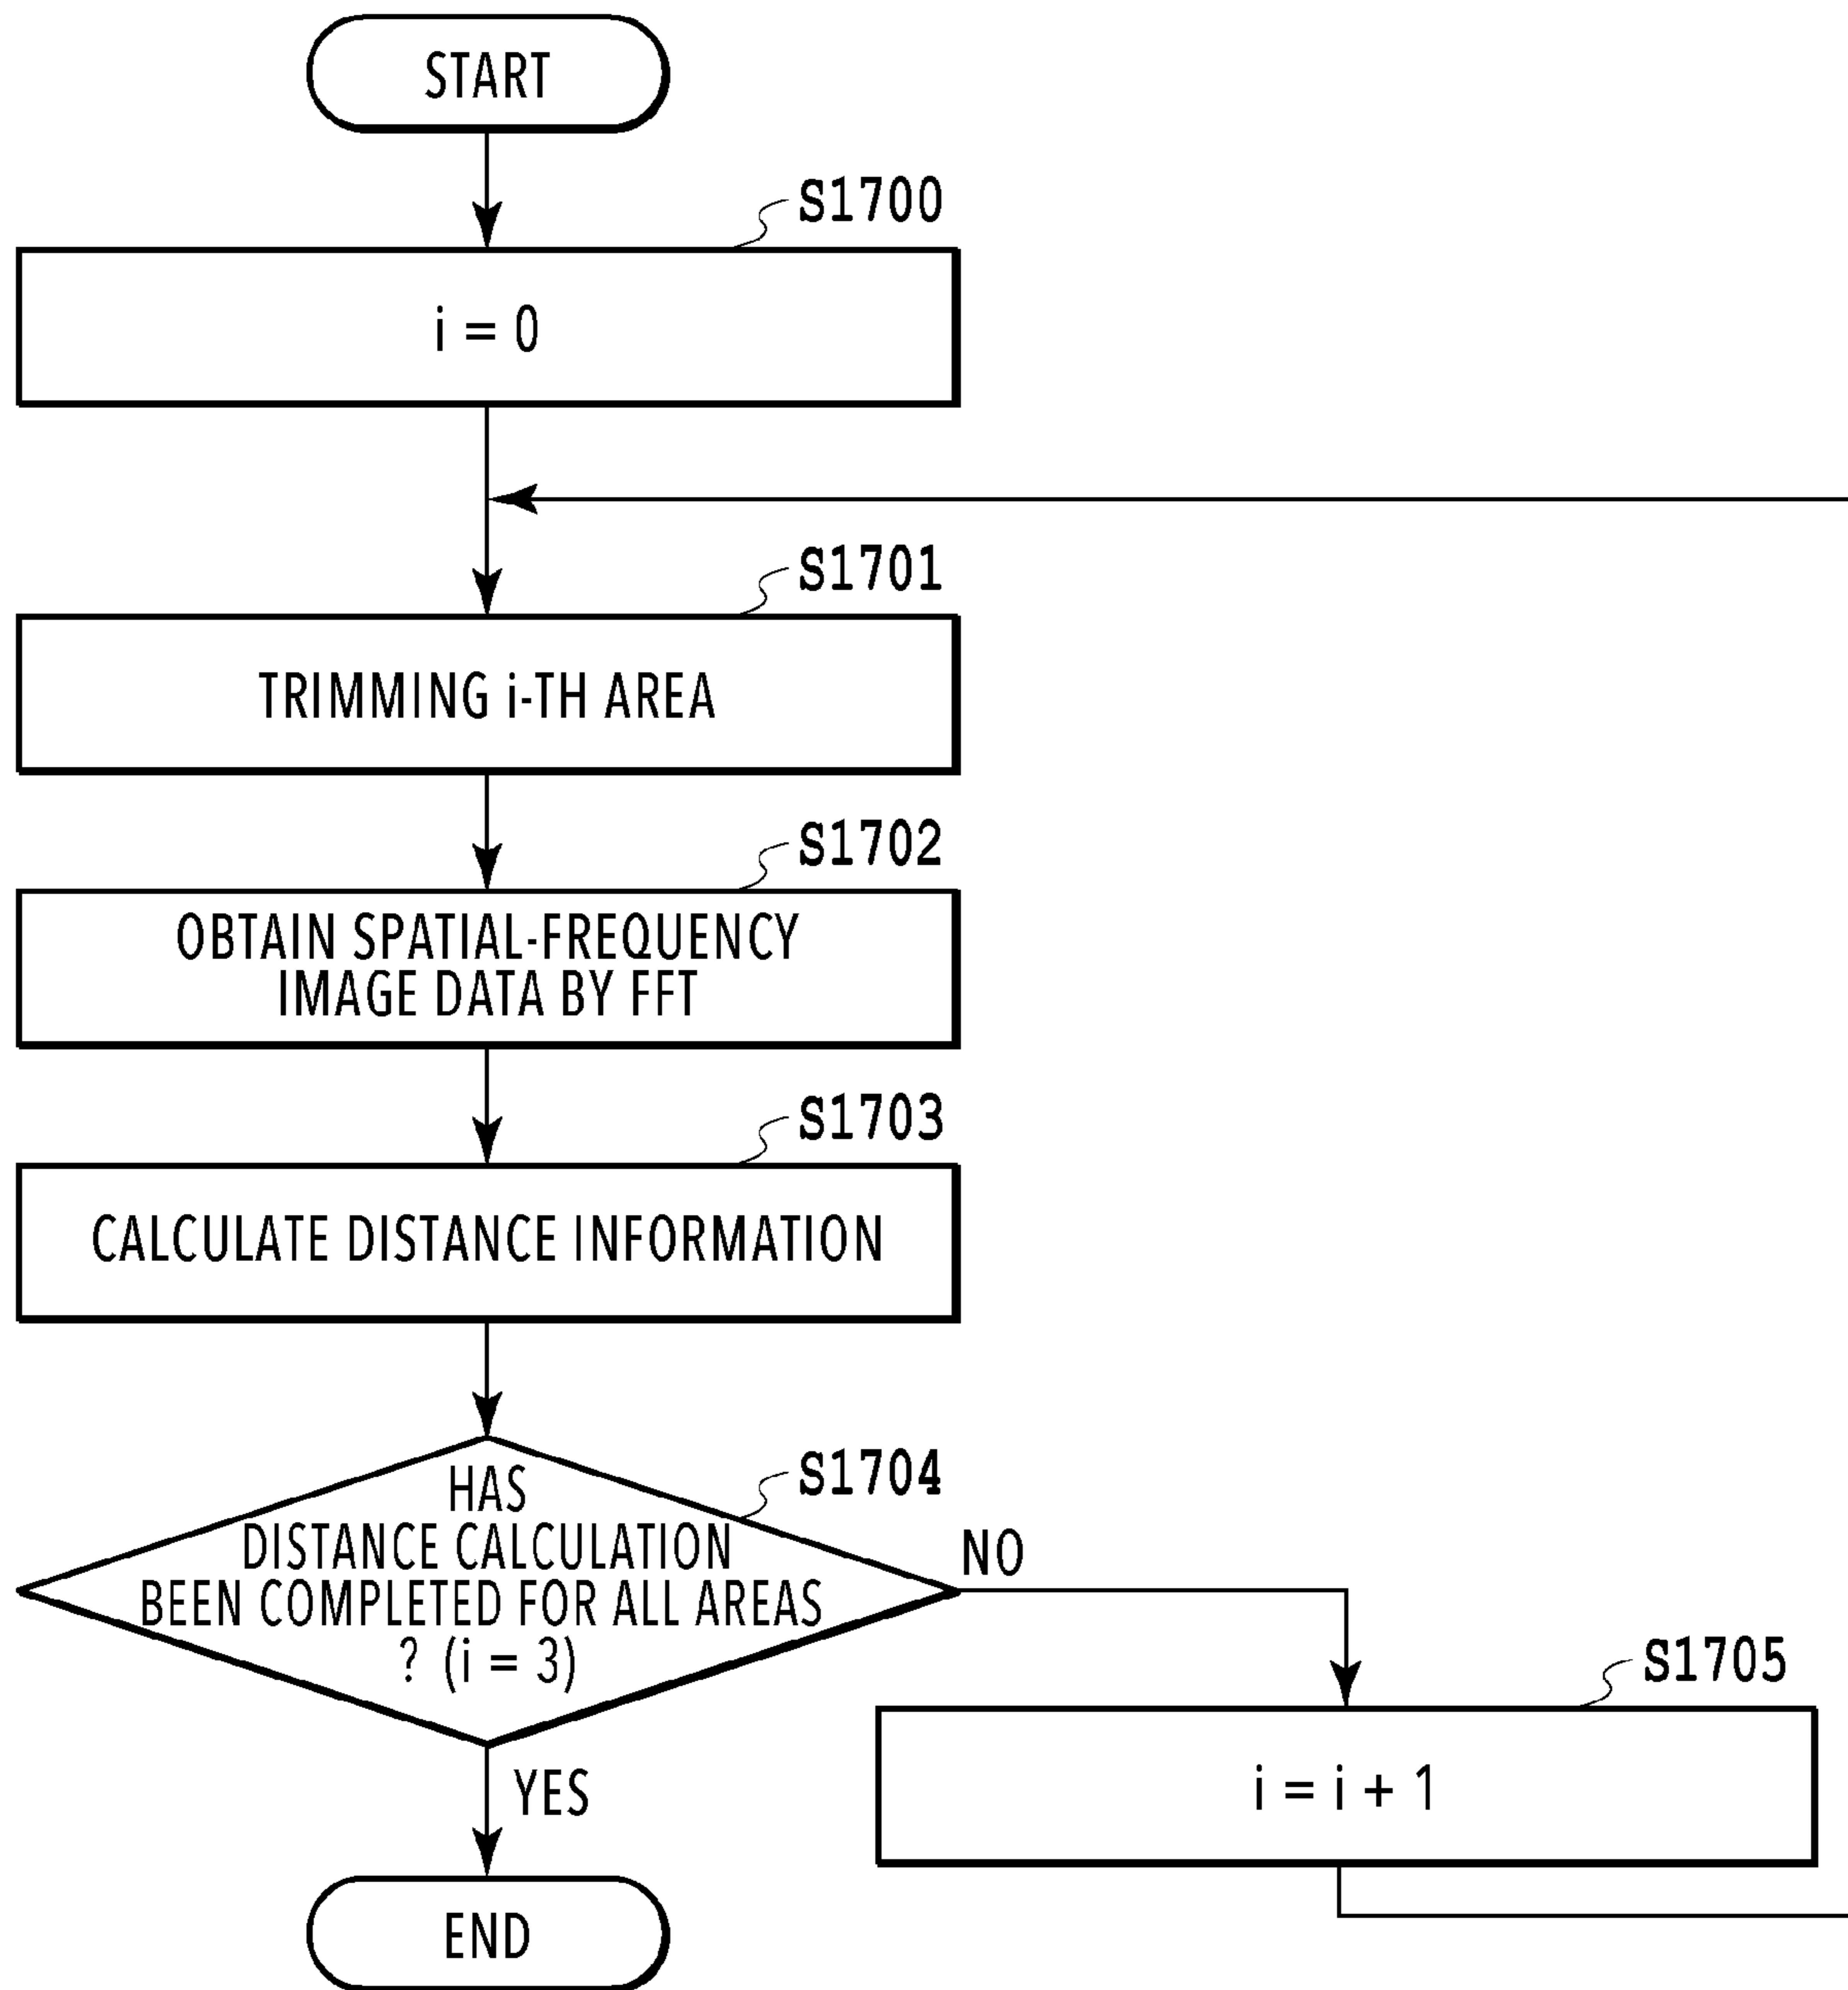 START
S1700
i = 0
S1701
TRIMMING i-TH AREA
S1702
OBTAIN SPATIAL-FREQUENCY
IMAGE DATA BY FFT
S1703
CALCULATE DISTANCE INFORMATION
S1704
HAS
DISTANCE CALCULATION
BEEN COMPLETED FOR ALL AREAS
? (i = 3)
NO
S1705
i = i + 1
YES
END